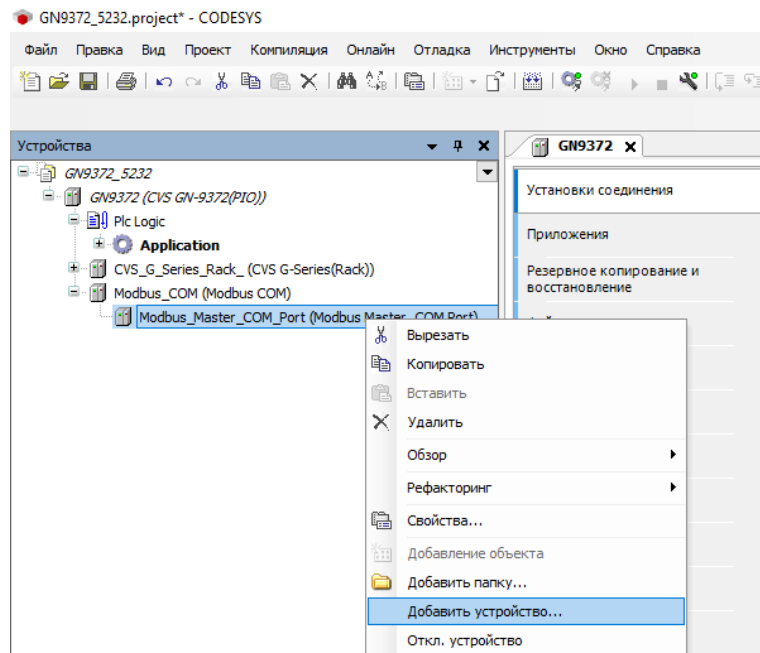 GN9372_5232.project* - CODESYS
Файл Правка Вид Проект Компиляция Онлайн Отладка Инструменты Окно Справка
Устройства
GN9372
GN9372_5232
GN9372 (CVS GN-9372(PIO))
Plc Logic
Application
CVS_G_Series_Rack_ (CVS G-Series(Rack))
Modbus_COM (Modbus COM)
Modbus_Master_COM_Port (Modbus Master, COM Port)
Установки соединения
Приложения
Резервное копирование и
восстановление
Вырезать
Копировать
Вставить
Удалить
Обзор
Рефакторинг
Свойства...
Добавление объекта
Добавить папку...
Добавить устройство...
Откл. устройство